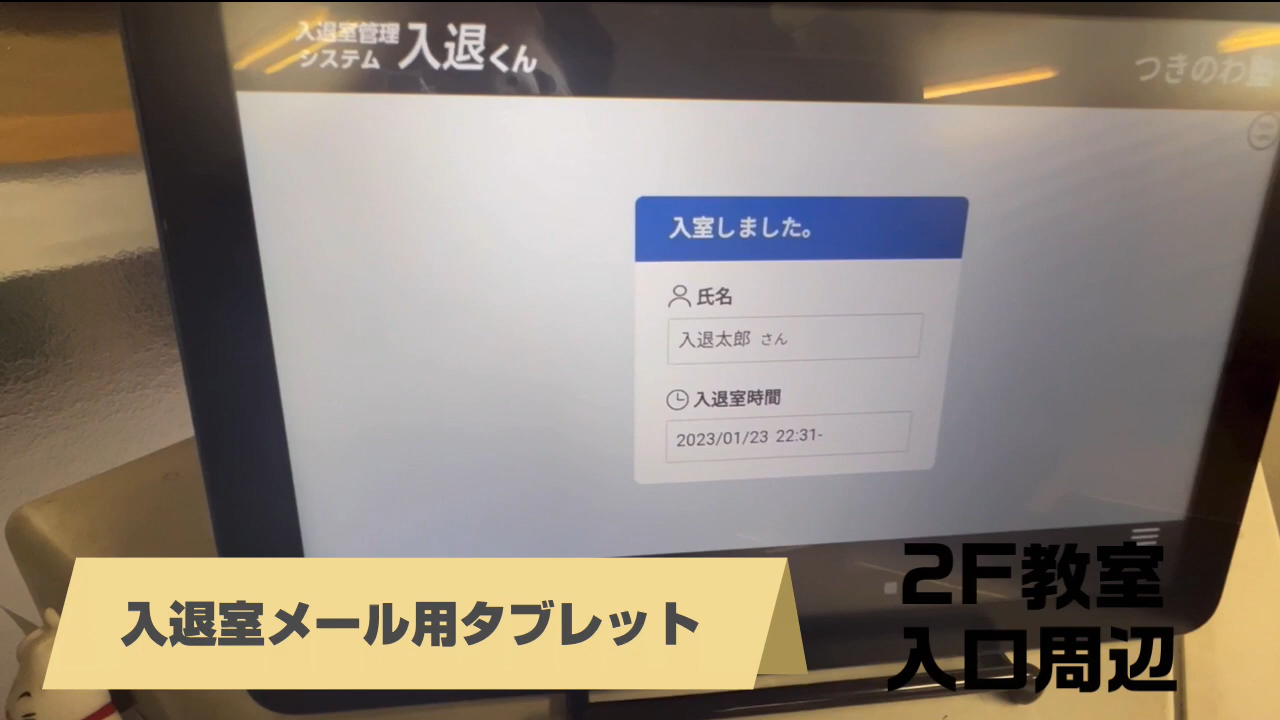 入退室管理
システム
入退くん
つきのわ塾
入室しました。
氏名
入退太郎 さん
入退室時間
2023/01/23 22:31-
入退室メール用タブレット
2F教室
入口周辺